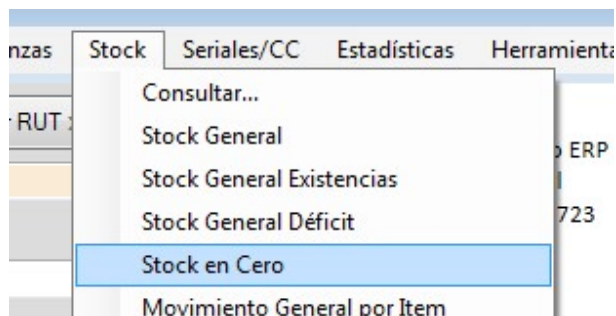 nzas Stock Seriales/CC Estadísticas Herramienta
Consultar...
r RUT
Stock General
o ERP
Stock General Existencias
Stock General Déficit
723
Stock en Cero
Movimiento General por Item